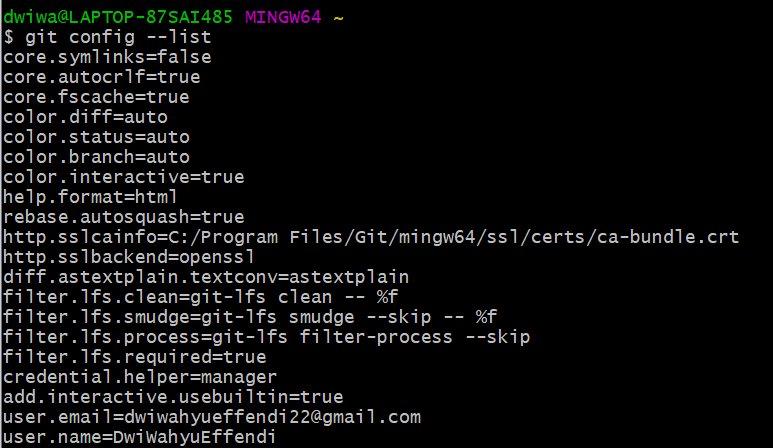 dwiwa@LAPTOP-87SAI485 MINGW64 ~
$ git config --list
core.symlinks=false
core.autocrlf=true
core.fscache=true
color.diff=auto
color.status=auto
color.branch=auto
color.interactive=true
help.format=html
rebase.autosquash=true
http.sslcainfo=C:/Program Files/Git/mingw64/ssl/certs/ca-bundle.crt
http.sslbackend=openssl
diff.astextplain.textconv=astextplain
filter.lfs.clean=git-lfs clean -- %f
filter.lfs.smudge=git-lfs smudge --skip -- %f
filter.lfs.process=git-lfs filter-process --skip
filter.lfs.required=true
credential.helper=manager
add.interactive.usebuiltin=true
user.email=dwiwahyueffendi22@gmail.com
user.name=DwiWahyuEffendi